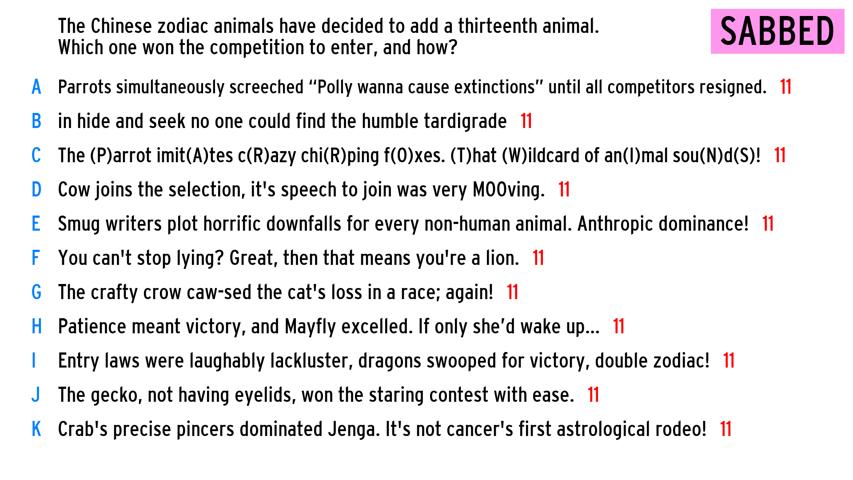 The Chinese zodiac animals have decided to add a thirteenth animal.
Which one won the competition to enter, and how?
SABBED
A Parrots simultaneously screeched “Polly wanna cause extinctions” until all competitors resigned. 11
B in hide and seek no one could find the humble tardigrade 11
C The (P)arrot imit(A)tes c(R)azy chi(R)ping f(O)xes. (T)hat (W)ildcard of an(I)mal sou(N)d(S)! 11
D Cow joins the selection, it's speech to join was very MOOving. 11
E Smug writers plot horrific downfalls for every non-human animal. Anthropic dominance! 11
F You can't stop lying? Great, then that means you're a lion. 11
G The crafty crow caw-sed the cat's loss in a race; again! 11
H Patience meant victory, and Mayfly excelled. If only she’d wake up... 11
I Entry laws were laughably lackluster, dragons swooped for victory, double zodiac! 11
J The gecko, not having eyelids, won the staring contest with ease. 11
K Crab's precise pincers dominated Jenga. It's not cancer's first astrological rodeo! 11